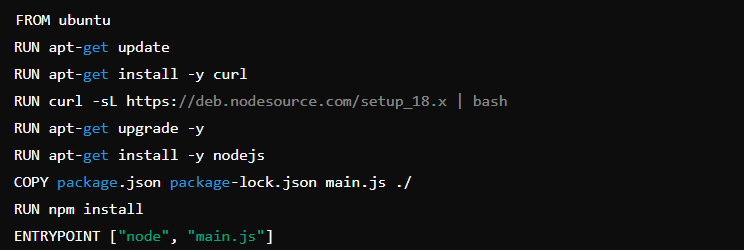 FROM ubuntu
RUN apt-get update
RUN apt-get install -y curl
RUN curl -sL https://deb.nodesource.com/setup_18.x | bash
RUN apt-get upgrade -y
RUN apt-get install -y nodejs
COPY package.json package-lock.json main.js ./
RUN npm install
ENTRYPOINT ["node", "main.js"]